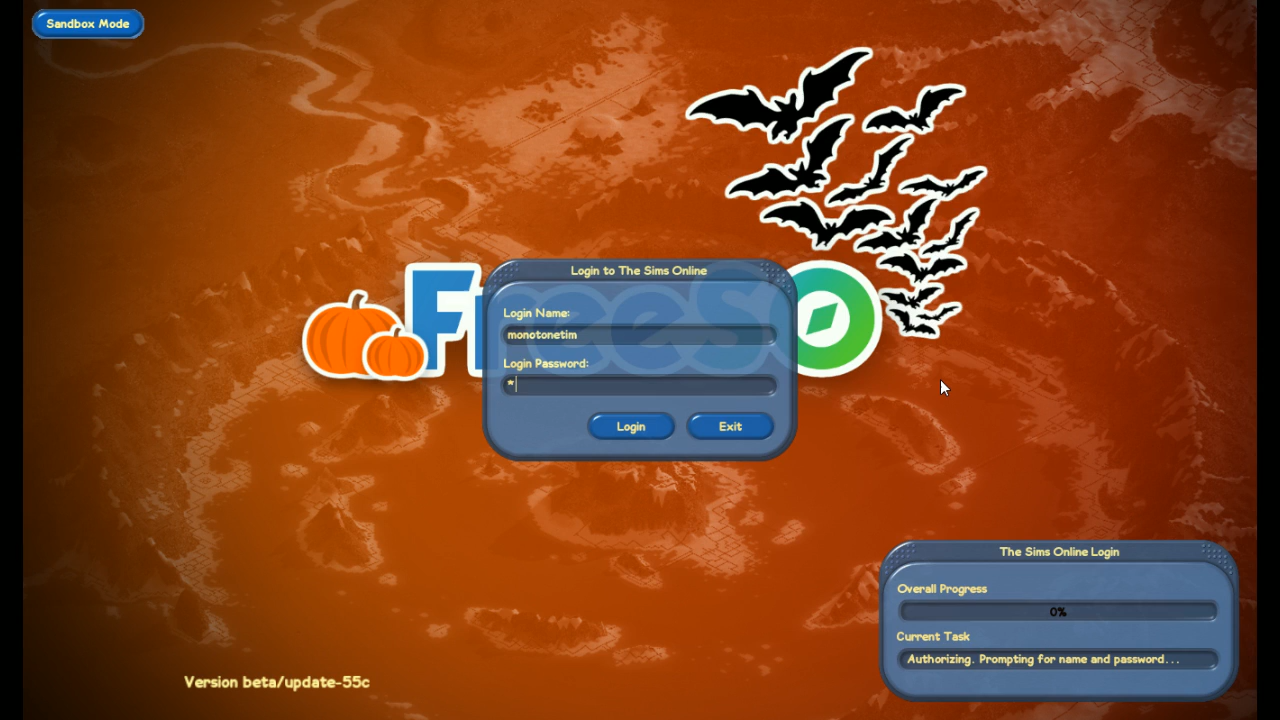 Sandbox Mode
FreeSO
Login to The Sims Online
Login Name:
monotonetim
Login Password:
*
Login
Exit
The Sims Online Login
Overall Progress
0%
Current Task
Authorizing. Prompting for name and password...
Version beta/update-55c